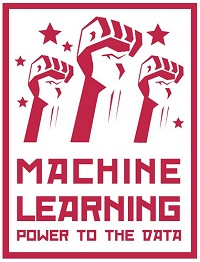 MACHINE
LEARNING
POWER TO THE DATA